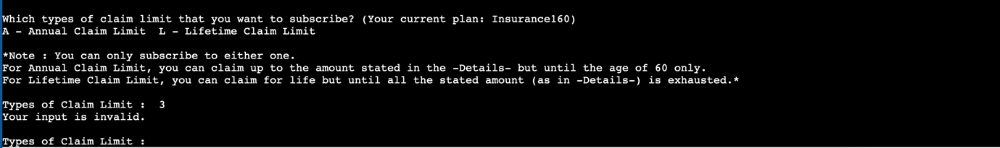 Which types of claim limit that you want to subscribe? (Your current plan: Insurance160)
A - Annual Claim Limit  L - Lifetime Claim Limit
*Note : You can only subscribe to either one.
For Annual Claim Limit, you can claim up to the amount stated in the -Details- but until the age of 60 only.
For Lifetime Claim Limit, you can claim for life but until all the stated amount (as in -Details-) is exhausted.*
Types of Claim Limit :  3
Your input is invalid.
Types of Claim Limit :